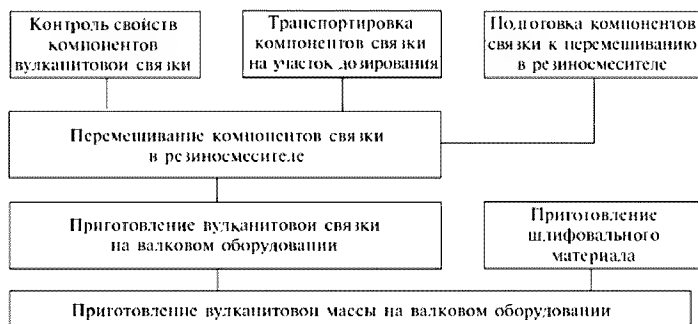 Контроль свойств
компонентов
вулканитовой связки
Транспортировка
компонентов связки
на участок дозирования
Подготовка компонентов
связки к перемешиванию
в резиносмесителе
Перемешивание компонентов связки
в резиносмесителе
Приготовление вулканитовой связки
на валковом оборудовании
Приготовление
шлифовального
материала
Приготовление вулканитовой массы на валковом оборудовании